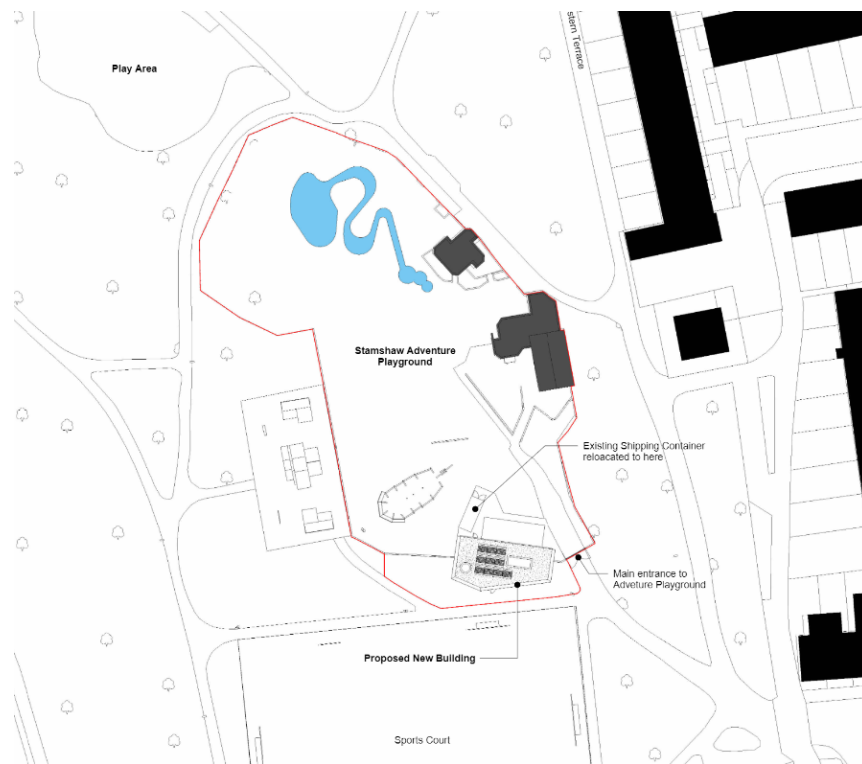 stern Terrace
Play Area
Stamshaw Adventure
Playground
Existing Shipping Container
reloacated to here
Main entrance to
Adveture Playground
Proposed New Building
Sports Court